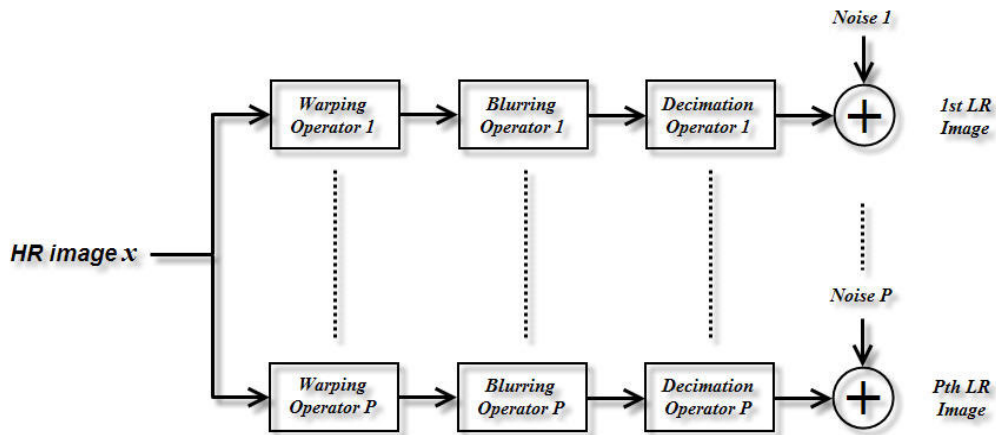 Noise 1
Warping
Operator 1
Blurring
Operator 1
Decimation
Operator 1
+
1st LR
Image
HR image x
Noise P
Warping
Operator P
Blurring
Operator P
Decimation
Operator P
+
Pth LR
Image